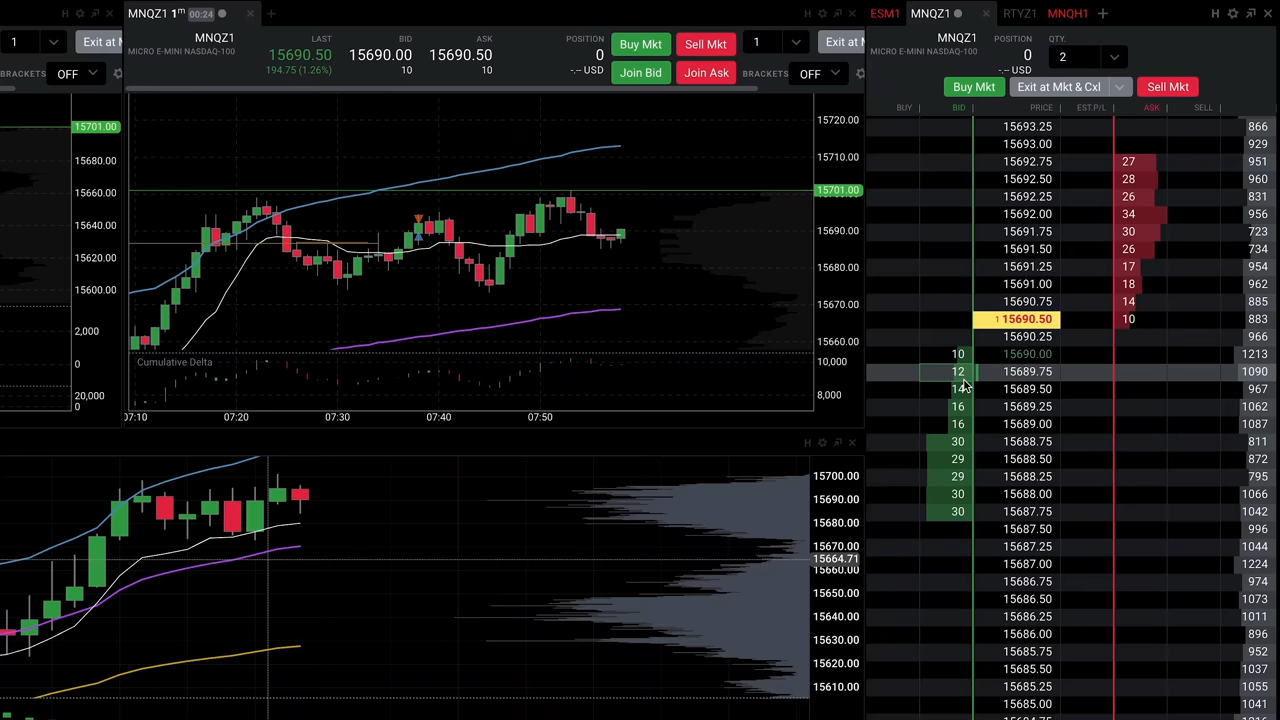 1
Exit at M
BRACKETS OFF
15701.00
15680.00
15660.00
15640.00
15620.00
15600.00
2,000
0
20,000
0
MNQZ1 1ᵐ 00:24
MNQZ1
MICRO E-MINI NASDAQ-100
LAST BID ASK POSITION
15690.50 15690.00 15690.50 0
194.75 (1.26%) 10 10 -.-- USD
Buy Mkt Sell Mkt
Join Bid Join Ask
1
Exit at M
BRACKETS OFF
15720.00
15710.00
15701.00
15690.00
15680.00
15670.00
15660.00
Cumulative Delta
10,000
8,000
07:10 07:20 07:30 07:40 07:50
H
15700.00
15690.00
15680.00
15670.00
15664.71
15660.00
15650.00
15640.00
15630.00
15620.00
15610.00
ESM1 MNQZ1 RTYZ1 MNQH1
MNQZ1 POSITION QTY.
MICRO E-MINI NASDAQ-100 0 2
-.-- USD
Buy Mkt Exit at Mkt & Cxl Sell Mkt
BUY BID PRICE EST.P/L ASK SELL
15693.25 866
15693.00 929
15692.75 27 951
15692.50 28 960
15692.25 26 831
15692.00 34 956
15691.75 30 723
15691.50 26 734
15691.25 17 954
15691.00 18 962
15690.75 14 885
1 15690.50 10 883
15690.25 966
10 15690.00 1213
12 15689.75 1090
14 15689.50 967
16 15689.25 1062
16 15689.00 1087
30 15688.75 811
29 15688.50 872
29 15688.25 795
30 15688.00 1066
30 15687.75 1042
15687.50 996
15687.25 1044
15687.00 1224
15686.75 974
15686.50 1073
15686.25 1011
15686.00 896
15685.75 952
15685.50 1037
15685.25 1055
15685.00 1041